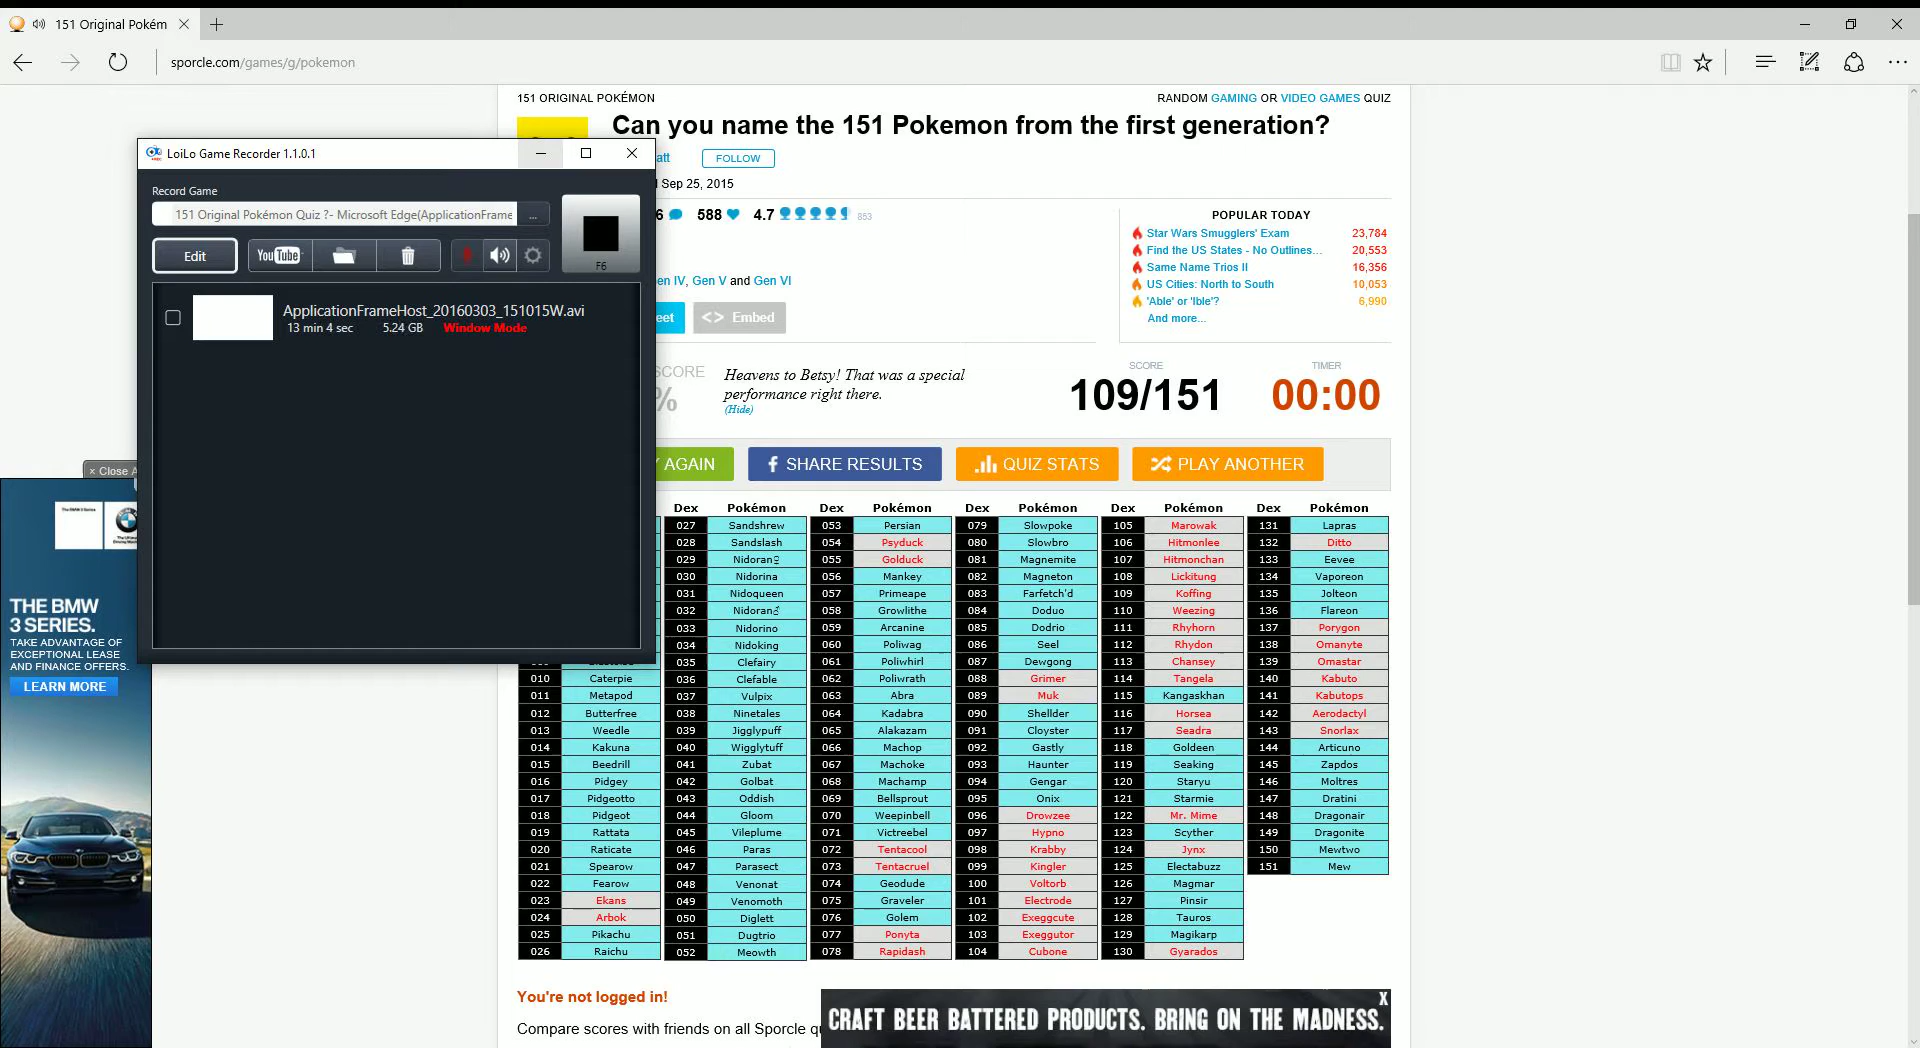 151 Original Pokém
sporcle.com/games/g/pokemon
151 ORIGINAL POKÉMON
RANDOM GAMING OR VIDEO GAMES QUIZ
Can you name the 151 Pokemon from the first generation?
att
FOLLOW
Sep 25, 2015
6 588 4.7 853
en IV, Gen V and Gen VI
eet
<> Embed
POPULAR TODAY
Star Wars Smugglers' Exam 23,784
Find the US States - No Outlines... 20,553
Same Name Trios II 16,356
US Cities: North to South 10,053
'Able' or 'Ible'? 6,990
And more...
LoiLo Game Recorder 1.1.0.1
Record Game
151 Original Pokémon Quiz ?- Microsoft Edge(ApplicationFrame
...
F6
Edit
YouTube
ApplicationFrameHost_20160303_151015W.avi
13 min 4 sec 5.24 GB Window Mode
SCORE
%
Heavens to Betsy! That was a special
performance right there.
(Hide)
SCORE
109/151
TIMER
00:00
Y AGAIN
SHARE RESULTS
QUIZ STATS
PLAY ANOTHER
010 Caterpie
011 Metapod
012 Butterfree
013 Weedle
014 Kakuna
015 Beedrill
016 Pidgey
017 Pidgeotto
018 Pidgeot
019 Rattata
020 Raticate
021 Spearow
022 Fearow
023 Ekans
024 Arbok
025 Pikachu
026 Raichu
Dex Pokémon
027 Sandshrew
028 Sandslash
029 Nidoran♀
030 Nidorina
031 Nidoqueen
032 Nidoran♂
033 Nidorino
034 Nidoking
035 Clefairy
036 Clefable
037 Vulpix
038 Ninetales
039 Jigglypuff
040 Wigglytuff
041 Zubat
042 Golbat
043 Oddish
044 Gloom
045 Vileplume
046 Paras
047 Parasect
048 Venonat
049 Venomoth
050 Diglett
051 Dugtrio
052 Meowth
Dex Pokémon
053 Persian
054 Psyduck
055 Golduck
056 Mankey
057 Primeape
058 Growlithe
059 Arcanine
060 Poliwag
061 Poliwhirl
062 Poliwrath
063 Abra
064 Kadabra
065 Alakazam
066 Machop
067 Machoke
068 Machamp
069 Bellsprout
070 Weepinbell
071 Victreebel
072 Tentacool
073 Tentacruel
074 Geodude
075 Graveler
076 Golem
077 Ponyta
078 Rapidash
Dex Pokémon
079 Slowpoke
080 Slowbro
081 Magnemite
082 Magneton
083 Farfetch'd
084 Doduo
085 Dodrio
086 Seel
087 Dewgong
088 Grimer
089 Muk
090 Shellder
091 Cloyster
092 Gastly
093 Haunter
094 Gengar
095 Onix
096 Drowzee
097 Hypno
098 Krabby
099 Kingler
100 Voltorb
101 Electrode
102 Exeggcute
103 Exeggutor
104 Cubone
Dex Pokémon
105 Marowak
106 Hitmonlee
107 Hitmonchan
108 Lickitung
109 Koffing
110 Weezing
111 Rhyhorn
112 Rhydon
113 Chansey
114 Tangela
115 Kangaskhan
116 Horsea
117 Seadra
118 Goldeen
119 Seaking
120 Staryu
121 Starmie
122 Mr. Mime
123 Scyther
124 Jynx
125 Electabuzz
126 Magmar
127 Pinsir
128 Tauros
129 Magikarp
130 Gyarados
Dex Pokémon
131 Lapras
132 Ditto
133 Eevee
134 Vaporeon
135 Jolteon
136 Flareon
137 Porygon
138 Omanyte
139 Omastar
140 Kabuto
141 Kabutops
142 Aerodactyl
143 Snorlax
144 Articuno
145 Zapdos
146 Moltres
147 Dratini
148 Dragonair
149 Dragonite
150 Mewtwo
151 Mew
× Close A
THE BMW
3 SERIES.
TAKE ADVANTAGE OF
EXCEPTIONAL LEASE
AND FINANCE OFFERS.
LEARN MORE
You're not logged in!
Compare scores with friends on all Sporcle qu
CRAFT BEER BATTERED PRODUCTS. BRING ON THE MADNESS.
X